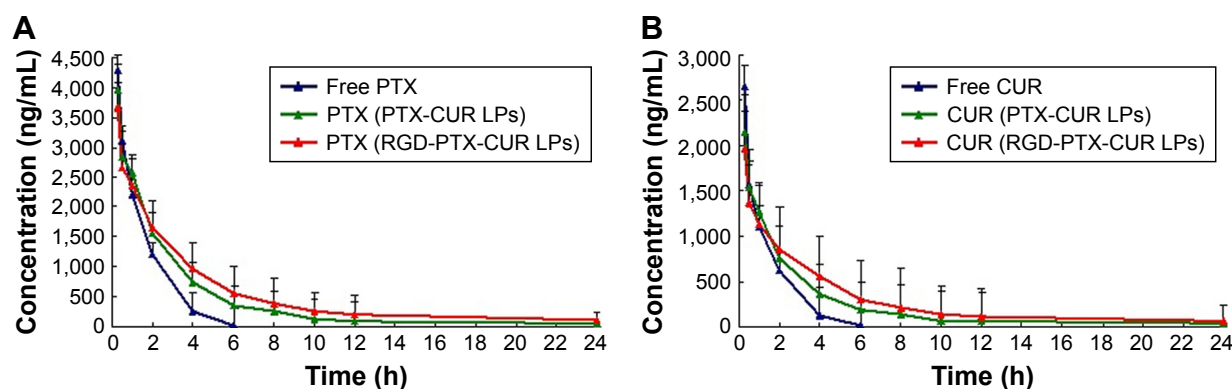 A
Concentration (ng/mL)
4,500
4,000
3,500
3,000
2,500
2,000
1,500
1,000
500
0
Free PTX
PTX (PTX-CUR LPs)
PTX (RGD-PTX-CUR LPs)
0 2 4 6 8 10 12 14 16 18 20 22 24
Time (h)
B
Concentration (ng/mL)
3,000
2,500
2,000
1,500
1,000
500
0
Free CUR
CUR (PTX-CUR LPs)
CUR (RGD-PTX-CUR LPs)
0 2 4 6 8 10 12 14 16 18 20 22 24
Time (h)